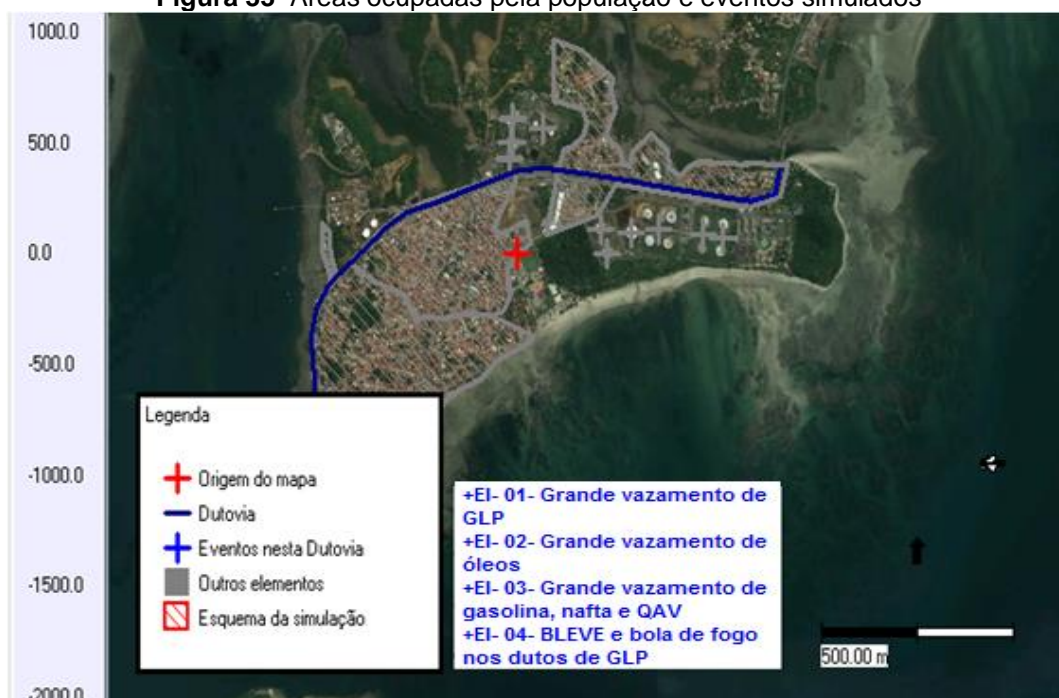 Figura 35- Áreas ocupadas pela população e eventos simulados
1000.0
500.0
0.0
-500.0
-1000.0
-1500.0
-2000.0
Legenda
Origem do mapa
Dutovia
Eventos nesta Dutovia
Outros elementos
Esquema da simulação
+EI- 01- Grande vazamento de
GLP
+EI- 02- Grande vazamento de
óleos
+EI- 03- Grande vazamento de
gasolina, nafta e QAV
+EI- 04- BLEVE e bola de fogo
nos dutos de GLP
500.00 m